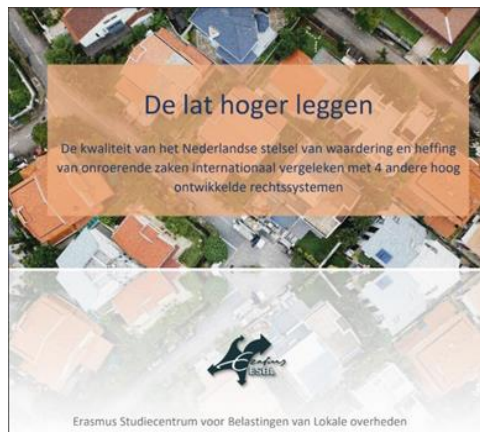 De lat hoger leggen
De kwaliteit van het Nederlandse stelsel van waardering en heffing
van onroerende zaken internationaal vergeleken met 4 andere hoog
ontwikkelde rechtssystemen
Erasmus
ESBL
Erasmus Studiecentrum voor Belastingen van Lokale overheden